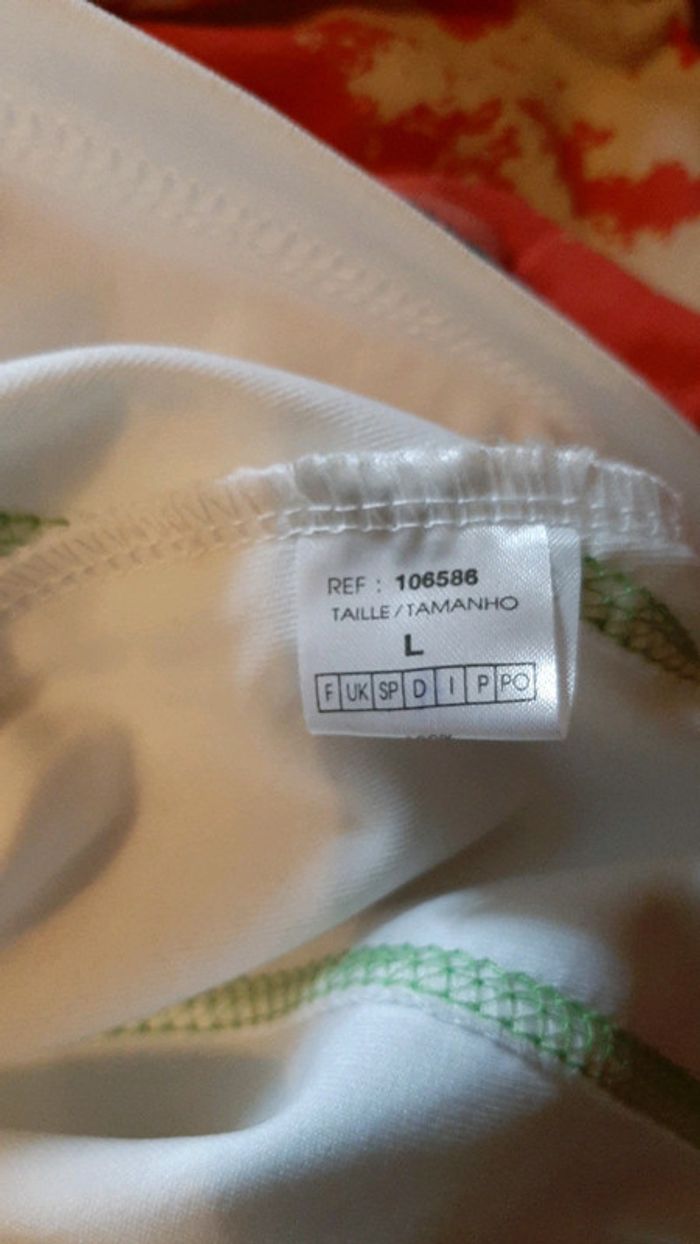 REF : 106586
TAILLE/TAMANHO
L
F UK SP D I P PO